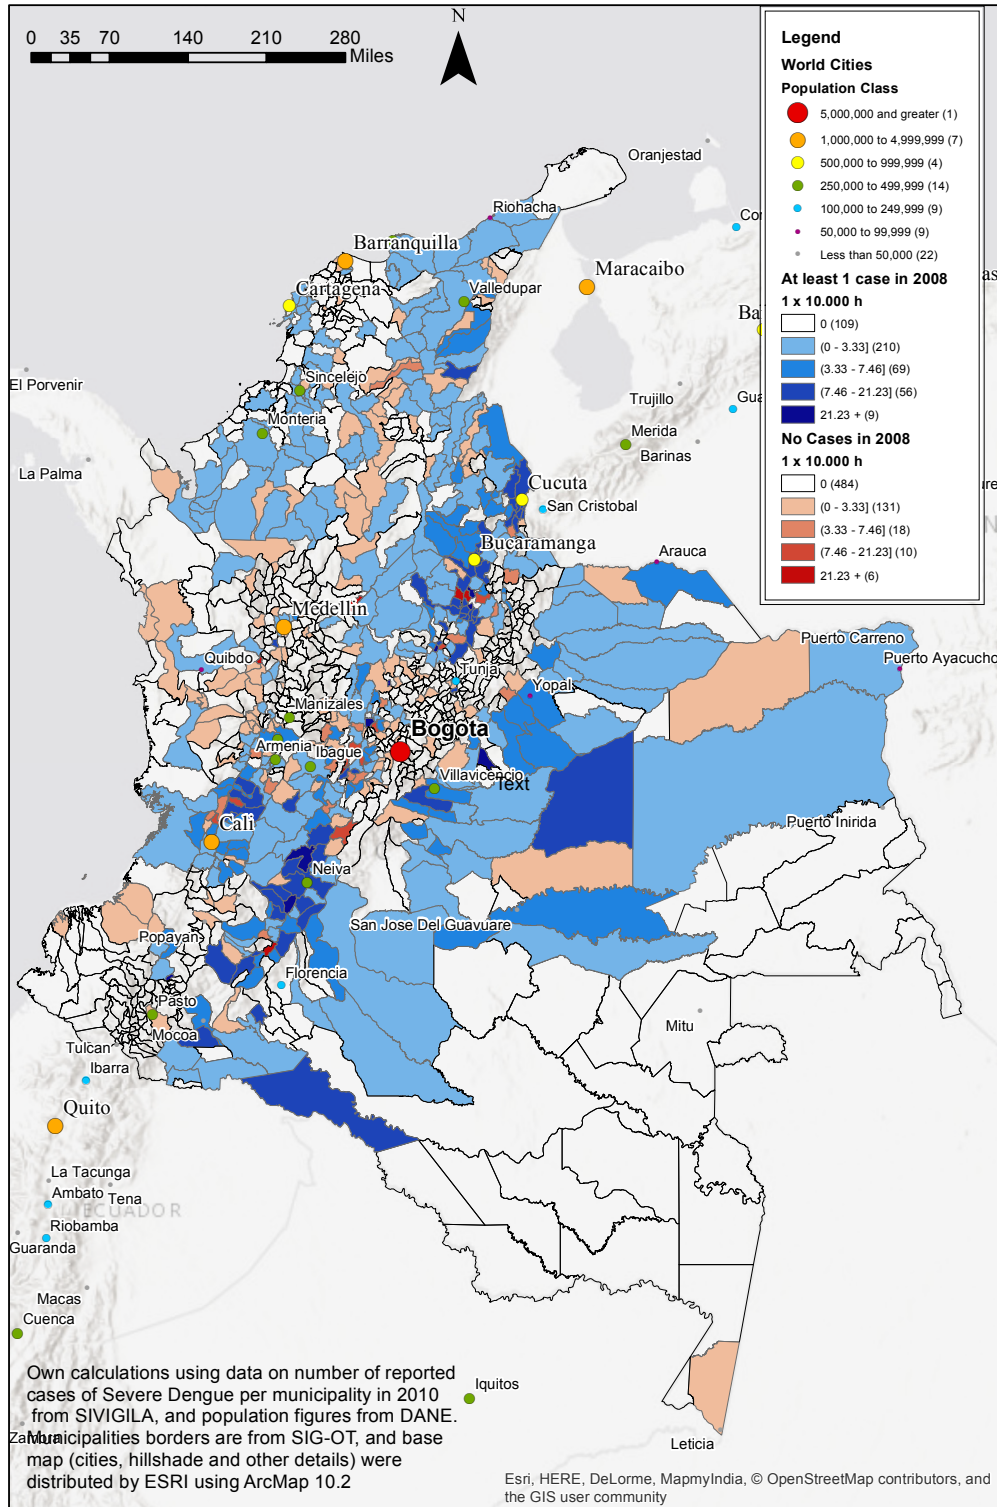 N
0 35 70 140 210 280
Miles
Legend
World Cities
Population Class
5,000,000 and greater (1)
1,000,000 to 4,999,999 (7)
500,000 to 999,999 (4)
250,000 to 499,999 (14)
100,000 to 249,999 (9)
50,000 to 99,999 (9)
Less than 50,000 (22)
At least 1 case in 2008
1 x 10.000 h
0 (109)
(0 - 3.33] (210)
(3.33 - 7.46] (69)
(7.46 - 21.23] (56)
21.23 + (9)
No Cases in 2008
1 x 10.000 h
0 (484)
(0 - 3.33] (131)
(3.33 - 7.46] (18)
(7.46 - 21.23] (10)
21.23 + (6)
Oranjestad
Riohacha
Barranquilla
Maracaibo
Cartagena
Valledupar
El Porvenir
Sincelejo
Trujillo
Monteria
Merida
Barinas
La Palma
Cucuta
San Cristobal
Bucaramanga
Arauca
Medellin
Puerto Carreno
Quibdo
Puerto Ayacucho
Tunja
Yopal
Manizales
Bogota
Armenia
Ibague
Villavicencio
Text
Cali
Puerto Inirida
Neiva
San Jose Del Guavuare
Popayan
Florencia
Pasto
Mitu
Mocoa
Tulcan
Ibarra
Quito
La Tacunga
Ambato
Tena
ECUADOR
Riobamba
Guaranda
Macas
Cuenca
Iquitos
Leticia
Own calculations using data on number of reported
cases of Severe Dengue per municipality in 2010
from SIVIGILA, and population figures from DANE.
Municipalities borders are from SIG-OT, and base
map (cities, hillshade and other details) were
distributed by ESRI using ArcMap 10.2
Esri, HERE, DeLorme, MapmyIndia, © OpenStreetMap contributors, and
the GIS user community